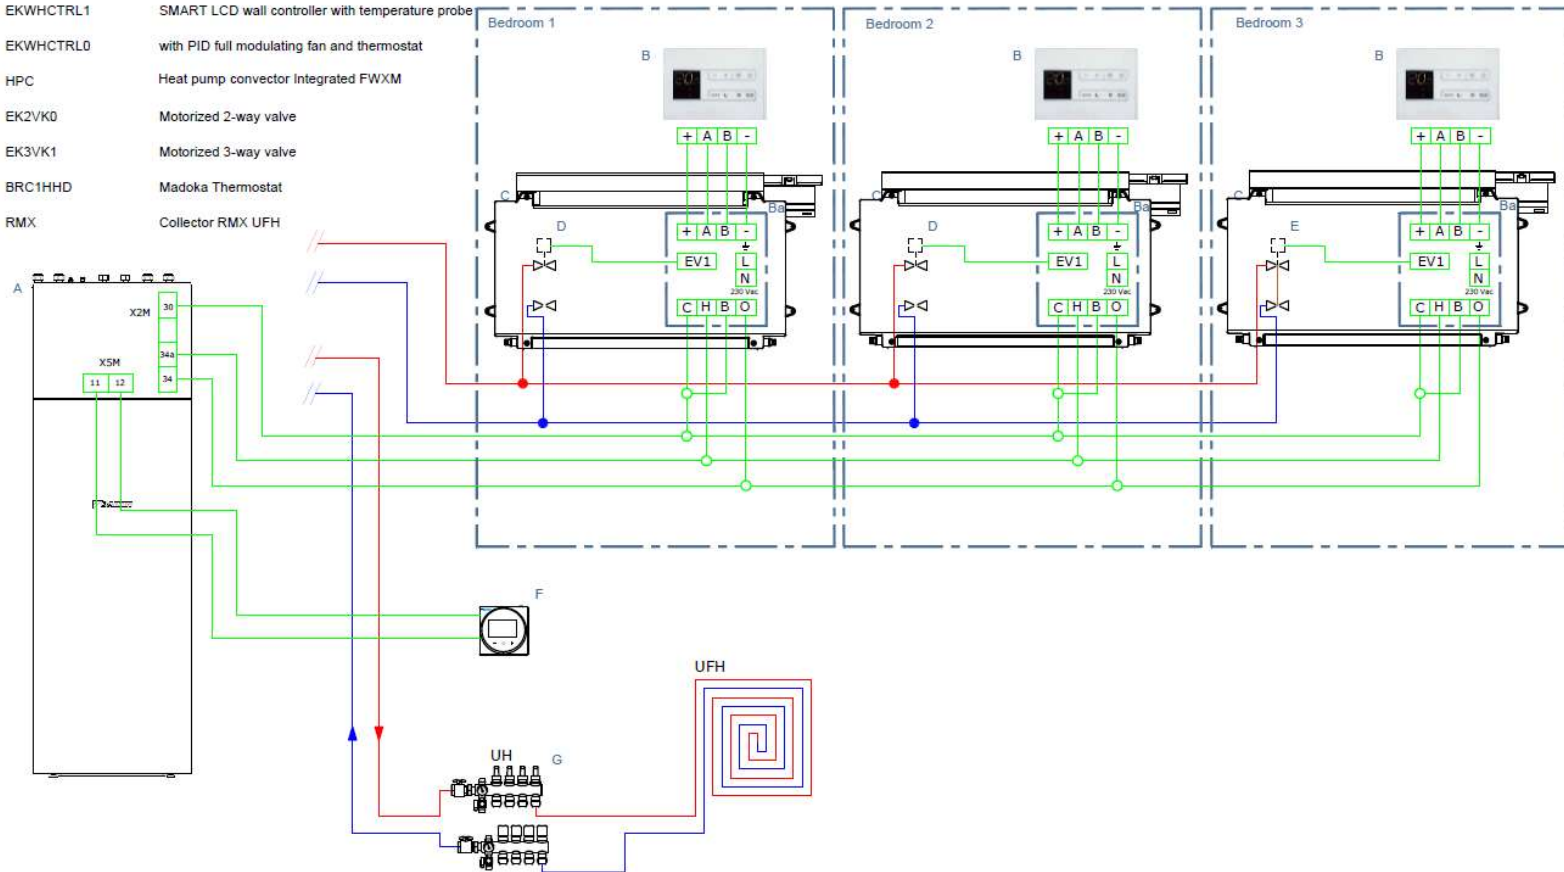 EKWHCTRL1 SMART LCD wall controller with temperature probe
EKWHCTRL0 with PID full modulating fan and thermostat
HPC Heat pump convector Integrated FWXM
EK2VK0 Motorized 2-way valve
EK3VK1 Motorized 3-way valve
BRC1HHD Madoka Thermostat
RMX Collector RMX UFH
Bedroom 1
Bedroom 2
Bedroom 3
B
B
B
+ A B -
+ A B -
+ A B -
C
Ba
C
Ba
C
Ba
D
D
E
+ A B -
+ A B -
+ A B -
EV1
L
N
230 Vac
EV1
L
N
230 Vac
EV1
L
N
230 Vac
C H B O
C H B O
C H B O
A
X2M
30
34a
34
X5M
11 12
F
UFH
UH
G